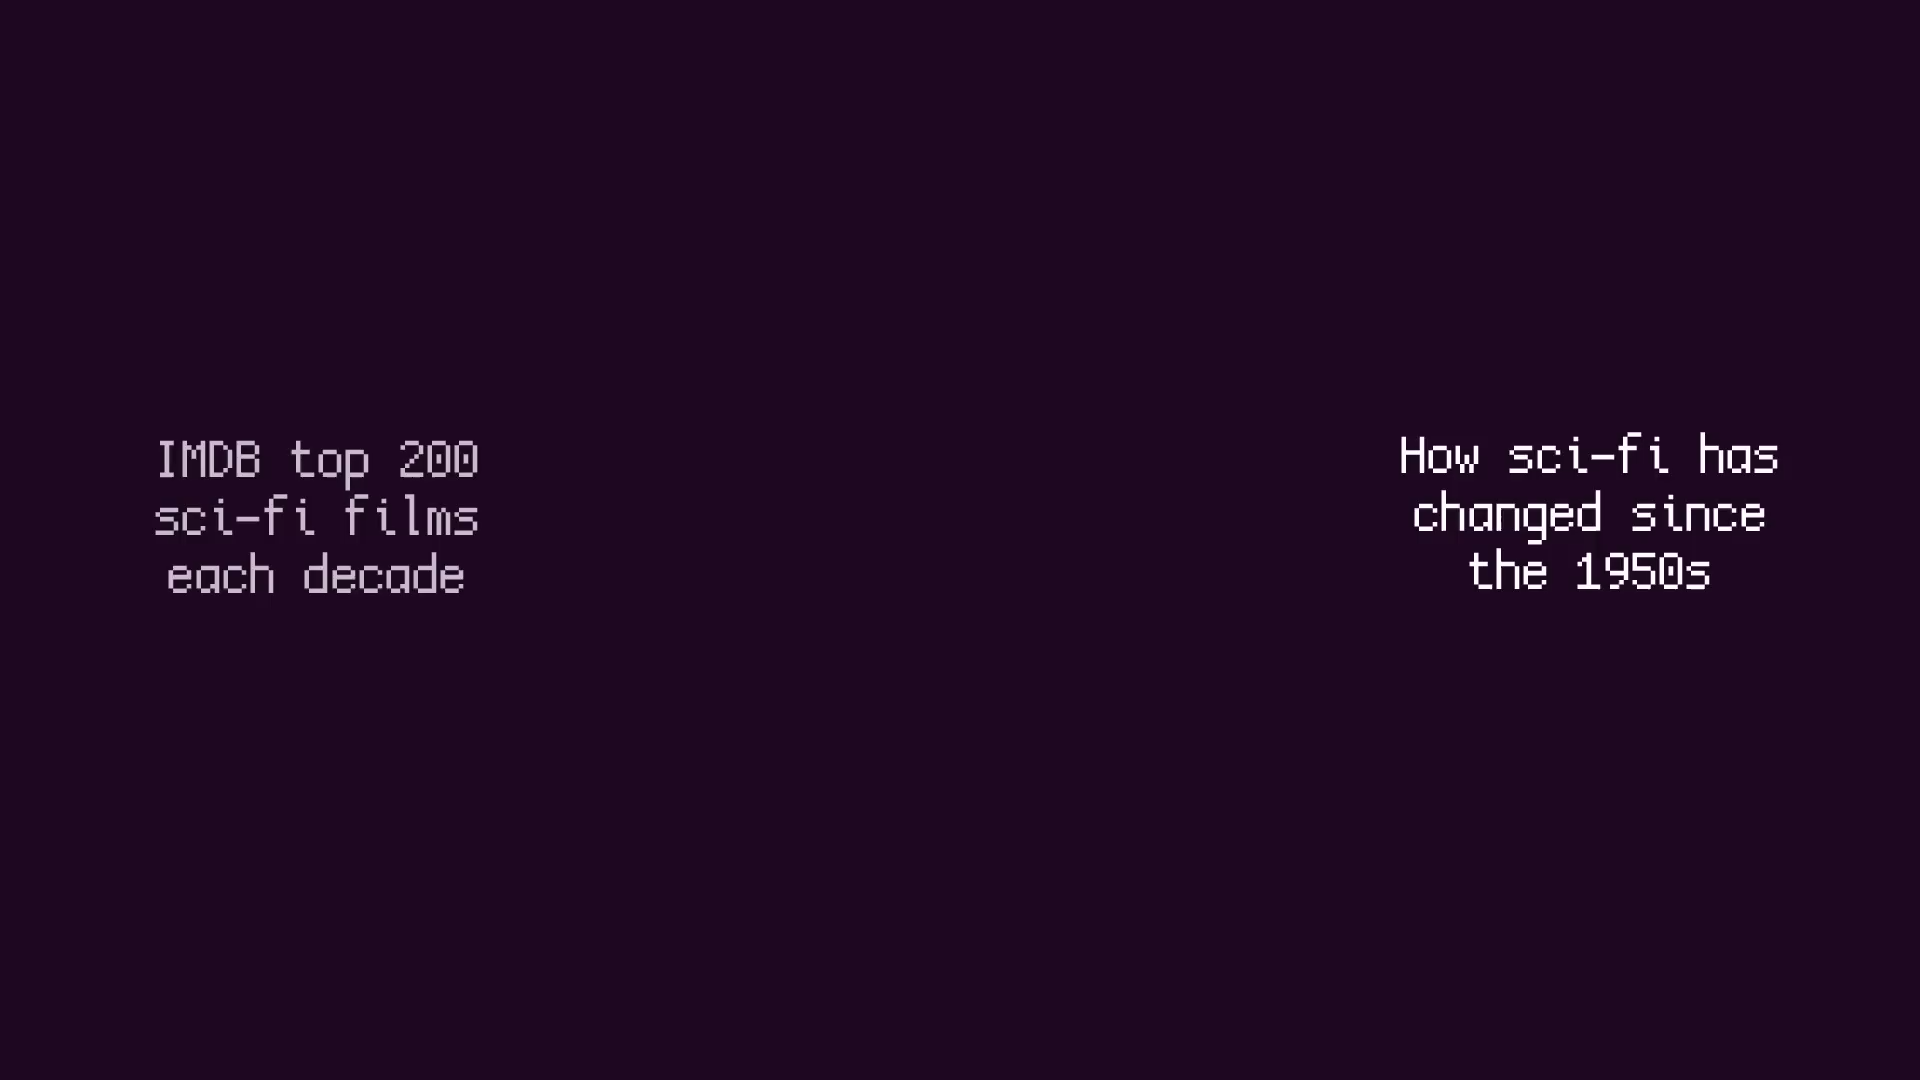 IMDB top 200
sci-fi films
each decade
How sci-fi has
changed since
the 1950s